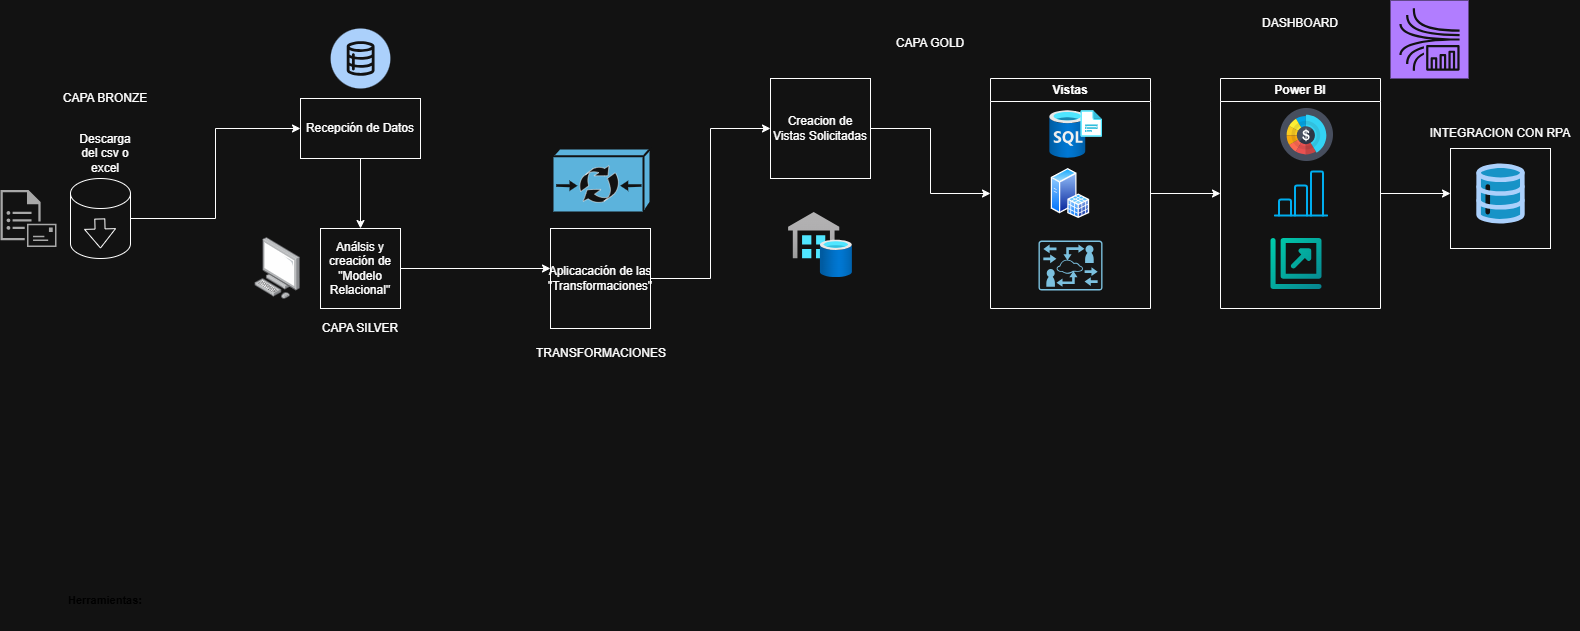 CAPA BRONZE
Descarga
del csv o
excel
Recepción de Datos
Análsis y
creación de
"Modelo
Relacional"
CAPA SILVER
Aplicacación de las
"Transformaciones"
TRANSFORMACIONES
CAPA GOLD
Creacion de
Vistas Solicitadas
Vistas
SQL
DASHBOARD
Power BI
$
INTEGRACION CON RPA
Herramientas: